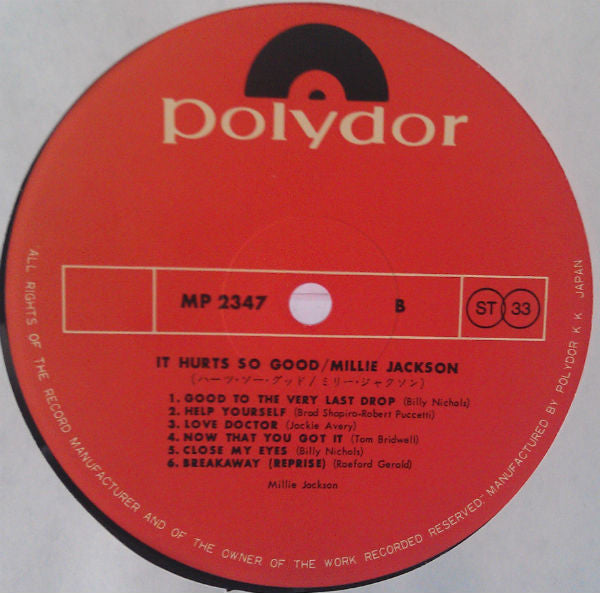 polydor
MP 2347 B ST 33
IT HURTS SO GOOD/MILLIE JACKSON
(ハーツ・ソー・グッド/ミリー・ジャクソン)
1. GOOD TO THE VERY LAST DROP (Billy Nichols)
2. HELP YOURSELF (Brad Shapiro-Robert Puccetti)
3. LOVE DOCTOR (Jackie Avery)
4. NOW THAT YOU GOT IT (Tom Bridwell)
5. CLOSE MY EYES (Billy Nichols)
6. BREAKAWAY (REPRISE) (Roeford Gerald)
Millie Jackson
"ALL RIGHTS OF THE RECORD MANUFACTURER AND OF THE OWNER OF THE WORK RECORDED RESERVED." MANUFACTURED BY POLYDOR K K JAPAN